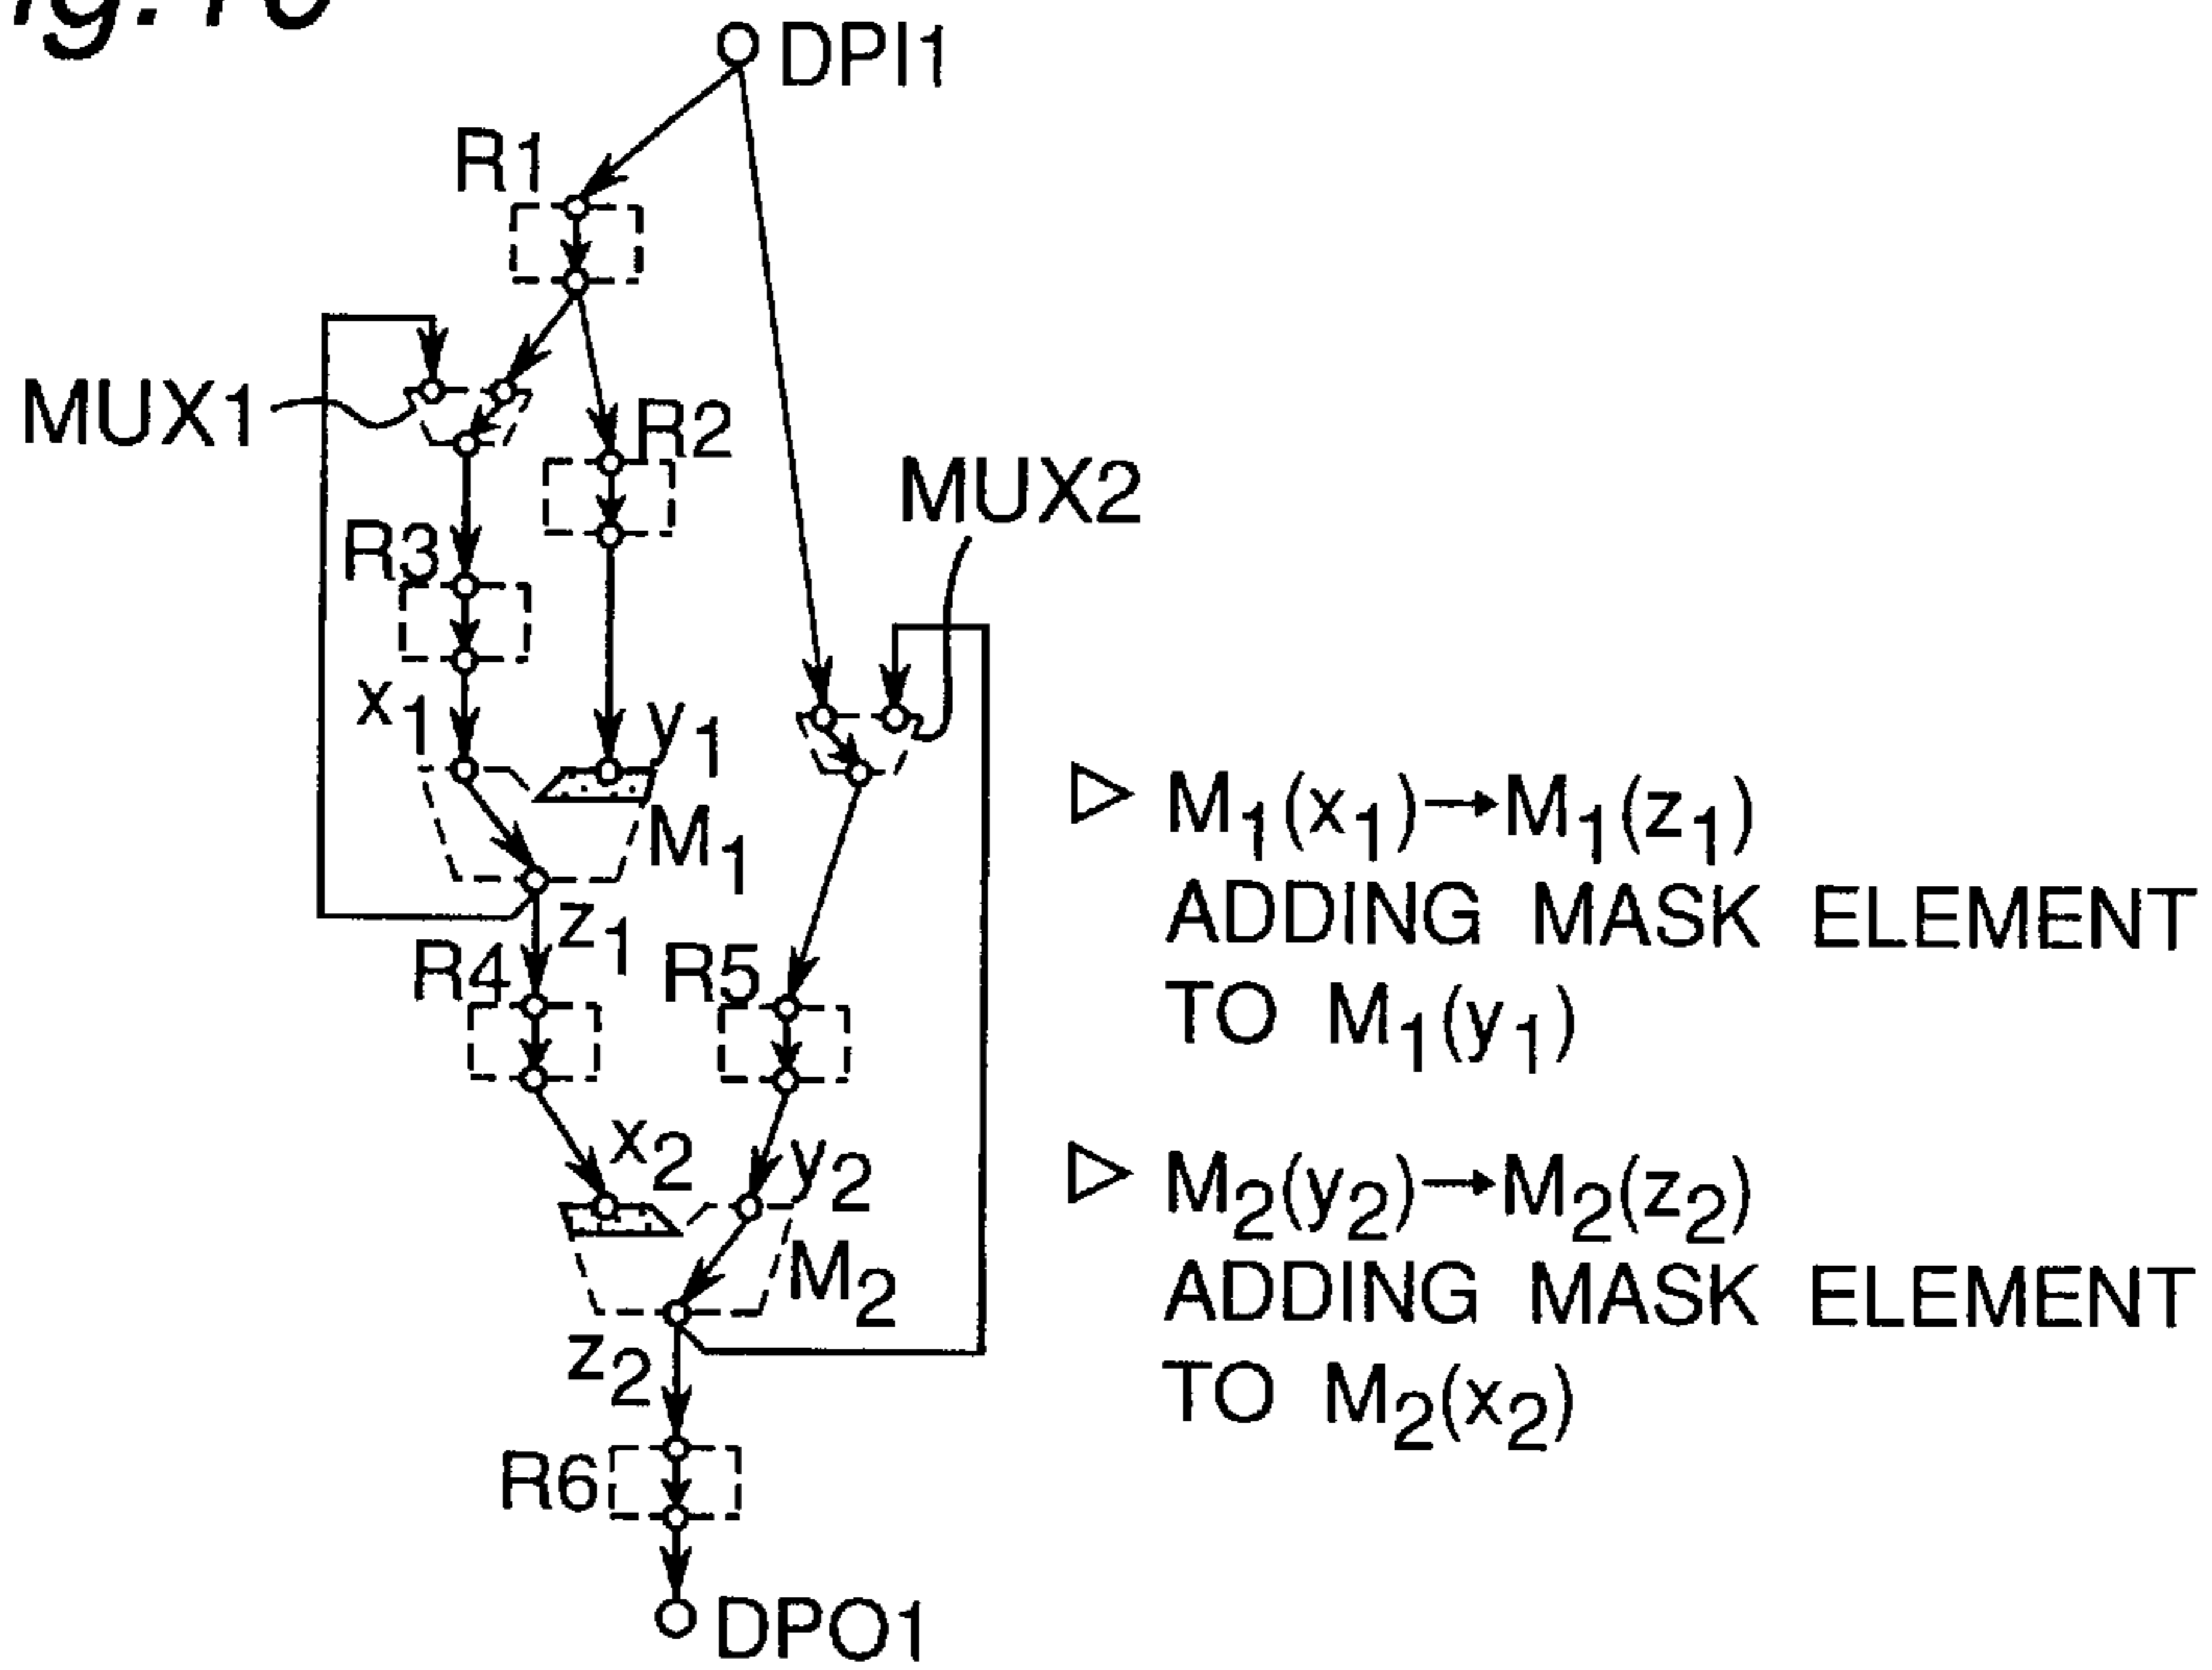 DPI1
R1
MUX1
R2
MUX2
R3
x1
y1
M1
▷ M1(x1)→M1(z1)
ADDING MASK ELEMENT
TO M1(y1)
z1
R4
R5
x2
y2
▷ M2(y2)→M2(z2)
ADDING MASK ELEMENT
TO M2(x2)
M2
z2
R6
DPO1